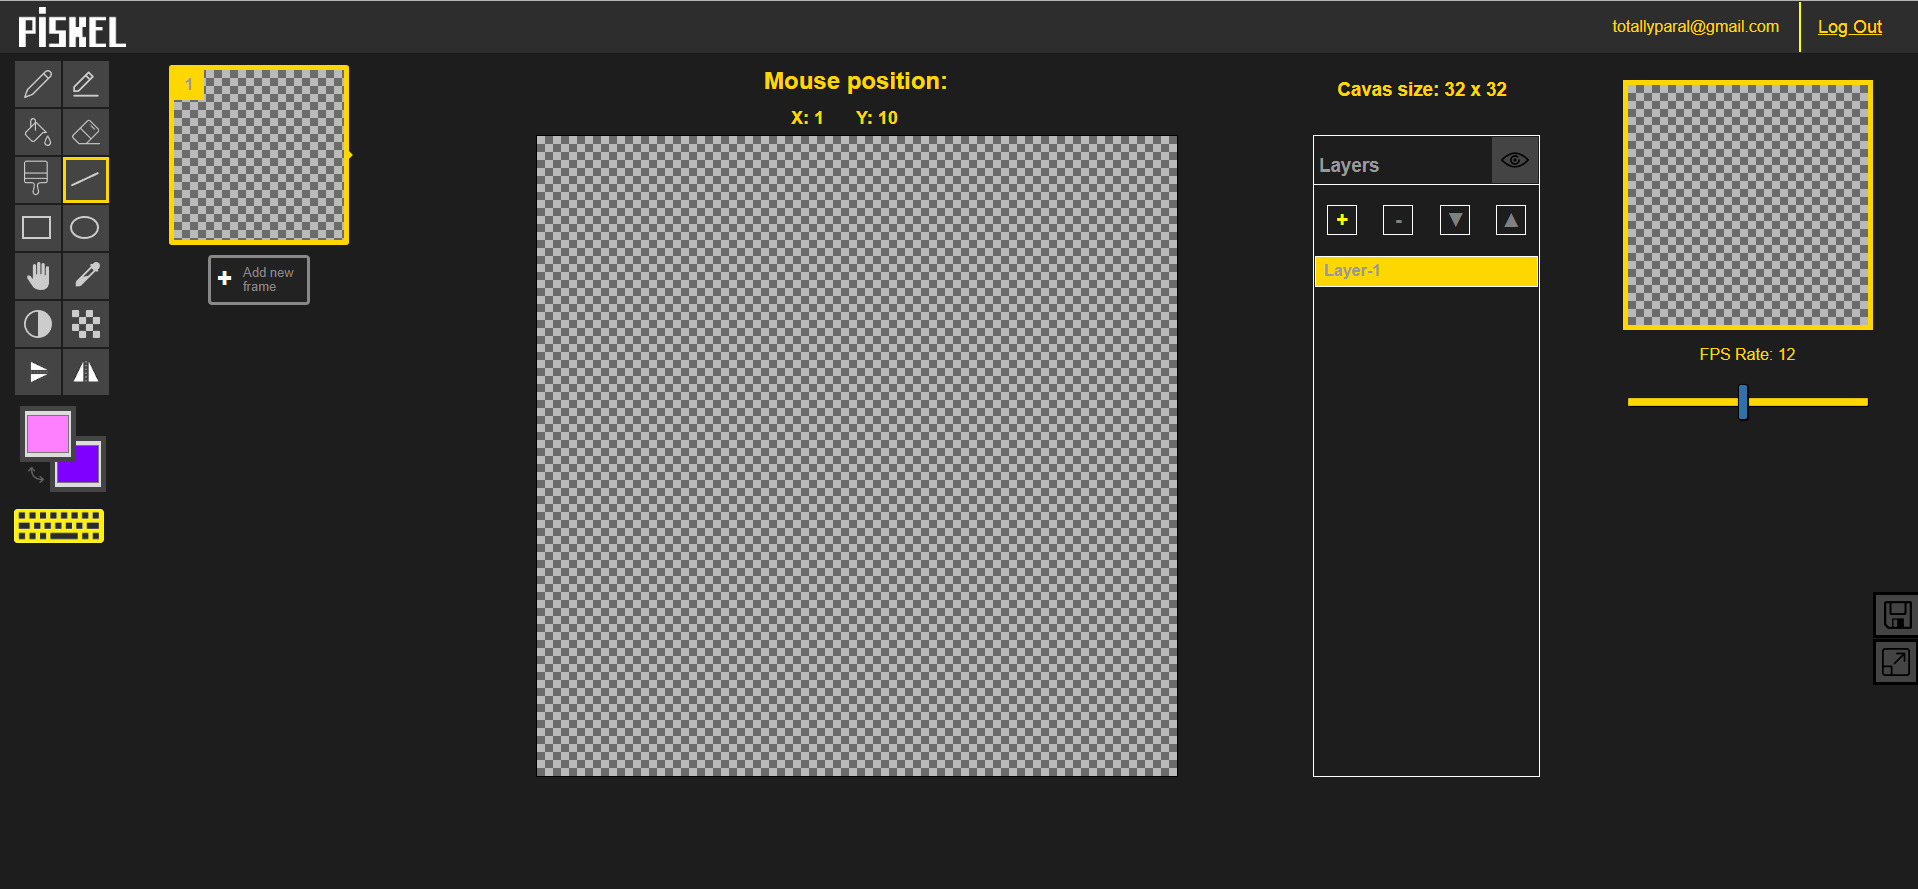 PiSKEL
totallyparal@gmail.com
Log Out
1
Add new
frame
Mouse position:
X: 1 Y: 10
Cavas size: 32 x 32
Layers
+ - ▼ ▲
Layer-1
FPS Rate: 12